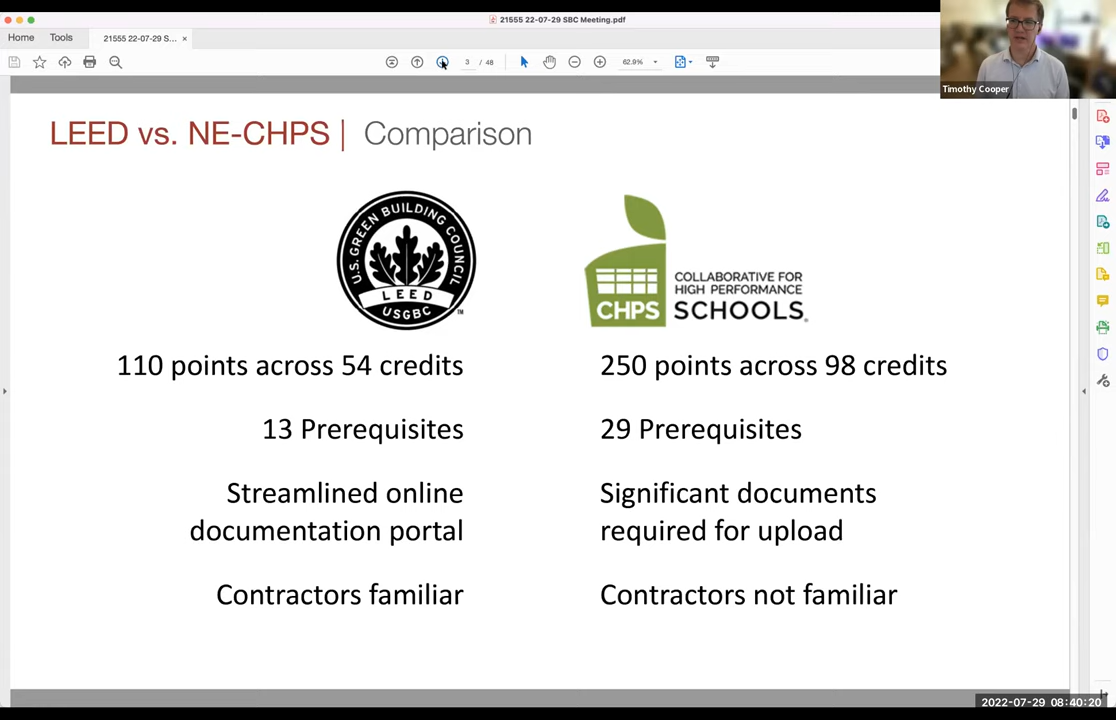 21555 22-07-29 SBC Meeting.pdf
Home
Tools
21555 22-07-29 S...
3 / 48
62.9%
Timothy Cooper
LEED vs. NE-CHPS | Comparison
U.S. GREEN BUILDING COUNCIL
LEED
USGBC
TM
CHPS
COLLABORATIVE FOR
HIGH PERFORMANCE
SCHOOLS®
110 points across 54 credits
250 points across 98 credits
13 Prerequisites
29 Prerequisites
Streamlined online
documentation portal
Significant documents
required for upload
Contractors familiar
Contractors not familiar
2022-07-29 08:40:20